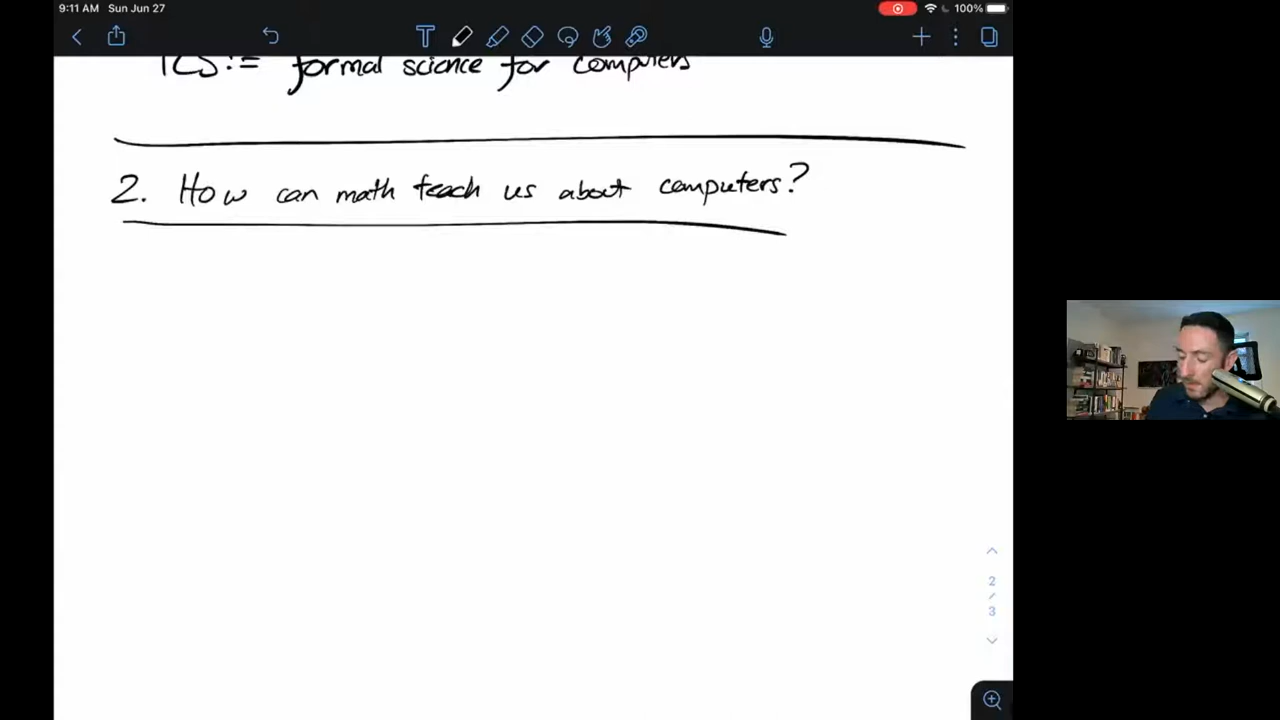 9:11 AM Sun Jun 27
100%
TCS := formal science for computers
2. How can math teach us about computers?
2
/
3